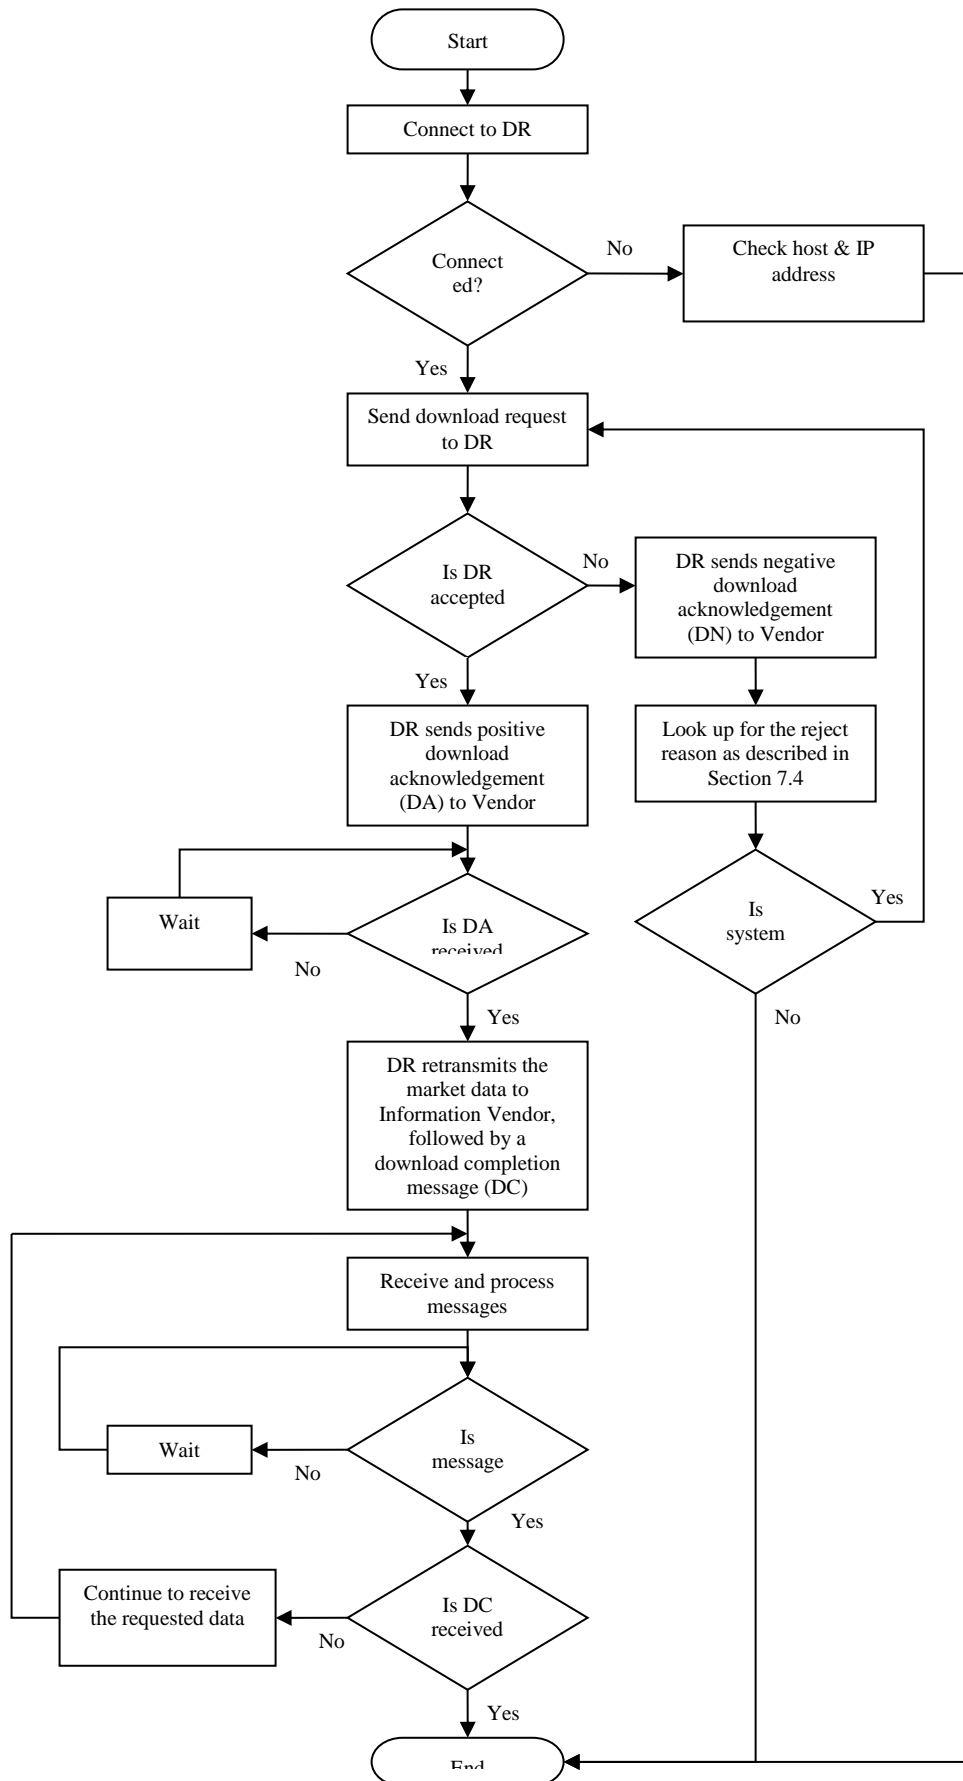 Start
Connect to DR
Connect
ed?
No
Check host & IP
address
Yes
Send download request
to DR
Is DR
accepted
No
DR sends negative
download
acknowledgement
(DN) to Vendor
Yes
DR sends positive
download
acknowledgement
(DA) to Vendor
Look up for the reject
reason as described in
Section 7.4
Wait
No
Is DA
received
Is
system
Yes
Yes
No
DR retransmits the
market data to
Information Vendor,
followed by a
download completion
message (DC)
Receive and process
messages
Wait
No
Is
message
Yes
Continue to receive
the requested data
No
Is DC
received
Yes
End